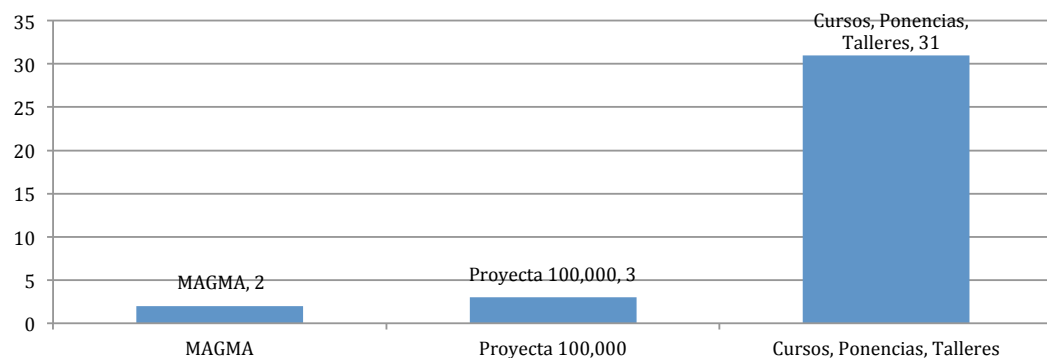 35
30
25
20
15
10
5
0
Cursos, Ponencias,
Talleres, 31
MAGMA, 2
Proyecta 100,000, 3
MAGMA
Proyecta 100,000
Cursos, Ponencias, Talleres